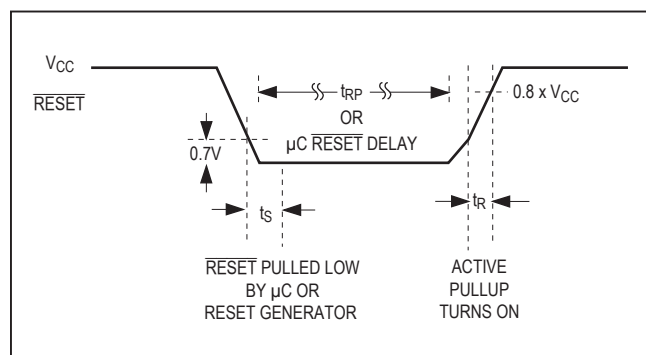 VCC
RESET
tRP
OR
µC RESET DELAY
0.8 x VCC
0.7V
tS
tR
RESET PULLED LOW
BY µC OR
RESET GENERATOR
ACTIVE
PULLUP
TURNS ON